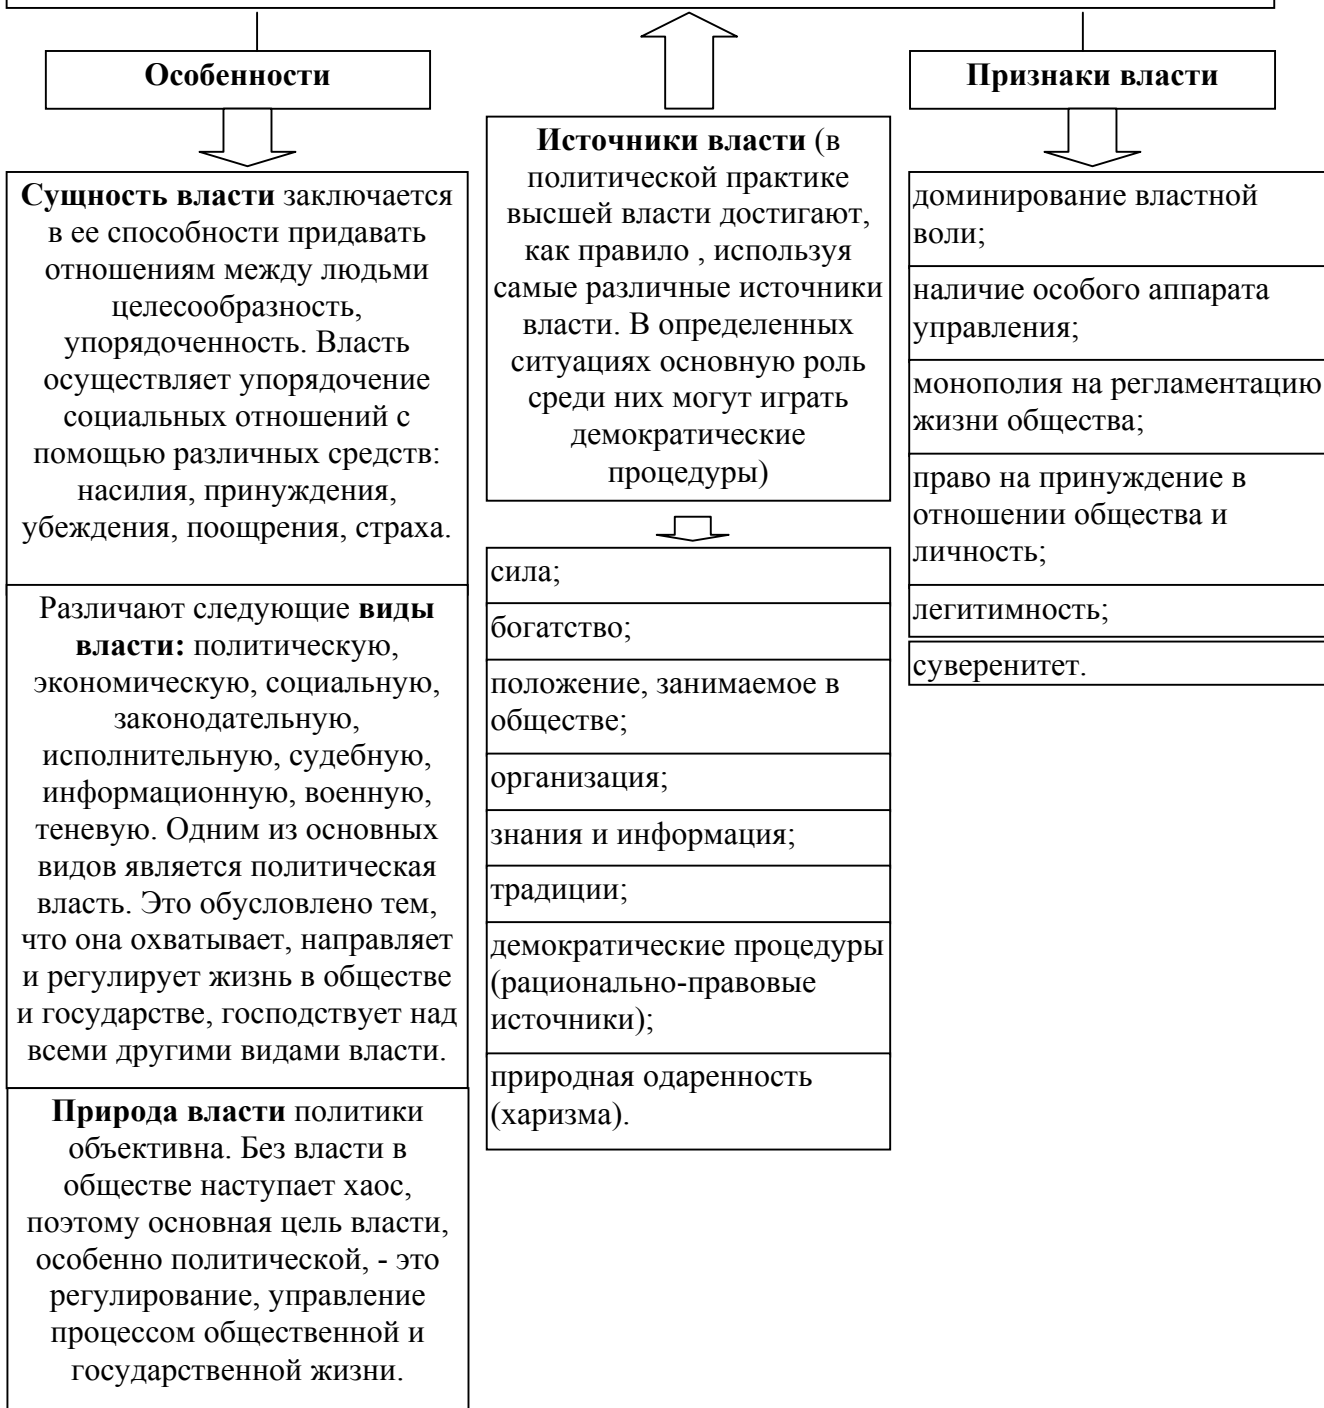 Особенности
Сущность власти заключается
в ее способности придавать
отношениям между людьми
целесообразность,
упорядоченность. Власть
осуществляет упорядочение
социальных отношений с
помощью различных средств:
насилия, принуждения,
убеждения, поощрения, страха.
Различают следующие виды
власти: политическую,
экономическую, социальную,
законодательную,
исполнительную, судебную,
информационную, военную,
теневую. Одним из основных
видов является политическая
власть. Это обусловлено тем,
что она охватывает, направляет
и регулирует жизнь в обществе
и государстве, господствует над
всеми другими видами власти.
Природа власти политики
объективна. Без власти в
обществе наступает хаос,
поэтому основная цель власти,
особенно политической, - это
регулирование, управление
процессом общественной и
государственной жизни.
Источники власти (в
политической практике
высшей власти достигают,
как правило , используя
самые различные источники
власти. В определенных
ситуациях основную роль
среди них могут играть
демократические
процедуры)
сила;
богатство;
положение, занимаемое в
обществе;
организация;
знания и информация;
традиции;
демократические процедуры
(рационально-правовые
источники);
природная одаренность
(харизма).
Признаки власти
доминирование властной
воли;
наличие особого аппарата
управления;
монополия на регламентацию
жизни общества;
право на принуждение в
отношении общества и
личность;
легитимность;
суверенитет.